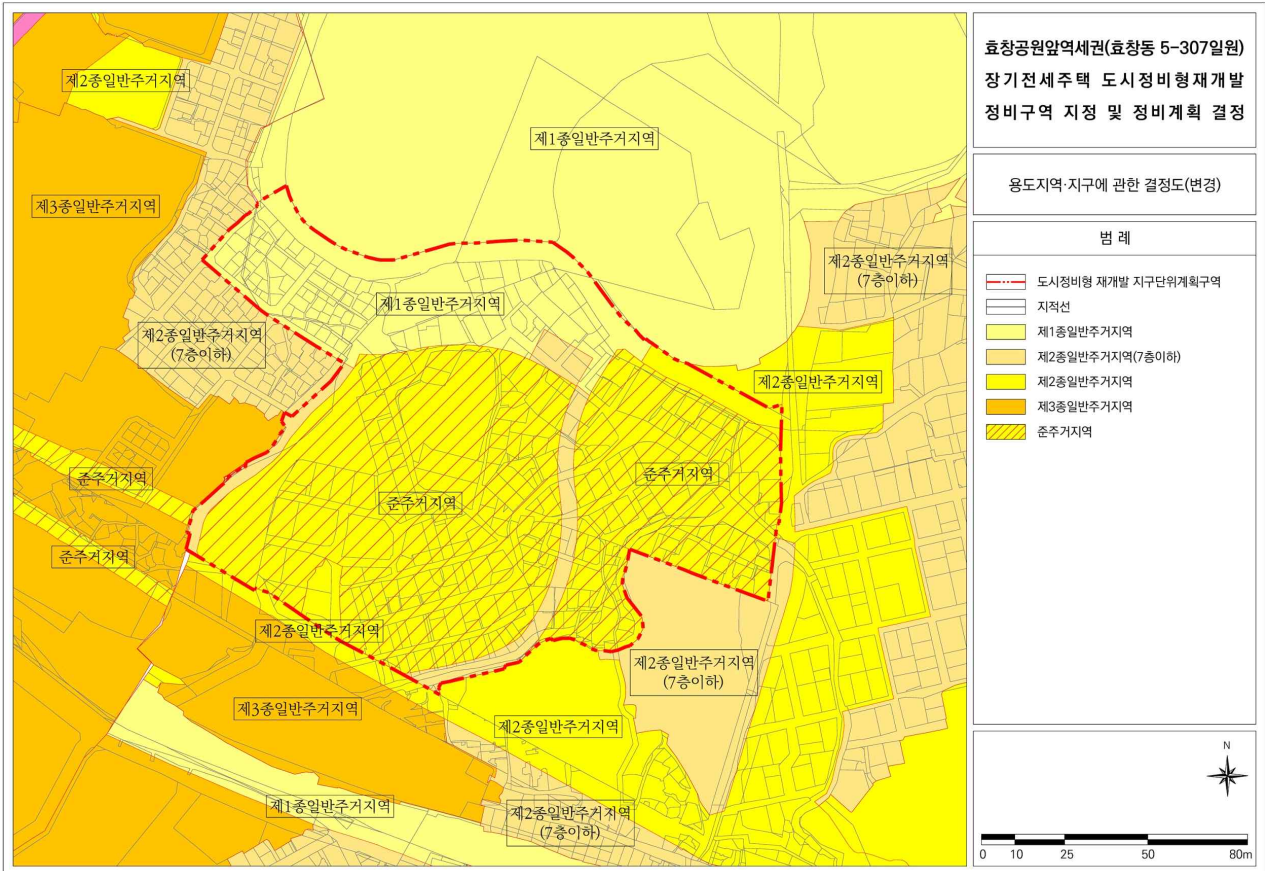 효창공원앞역세권(효창동 5-307일원)
장기전세주택 도시정비형재개발
정비구역 지정 및 정비계획 결정
용도지역·지구에 관한 결정도(변경)
범 례
도시정비형 재개발 지구단위계획구역
지적선
제1종일반주거지역
제2종일반주거지역(7층이하)
제2종일반주거지역
제3종일반주거지역
준주거지역
N
0 10 25 50 80m
제2종일반주거지역
제1종일반주거지역
제3종일반주거지역
제2종일반주거지역
(7층이하)
제1종일반주거지역
제2종일반주거지역
(7층이하)
제2종일반주거지역
준주거지역
준주거지역
준주거지역
준주거지역
제2종일반주거지역
제2종일반주거지역
(7층이하)
제3종일반주거지역
제2종일반주거지역
제1종일반주거지역
제2종일반주거지역
(7층이하)